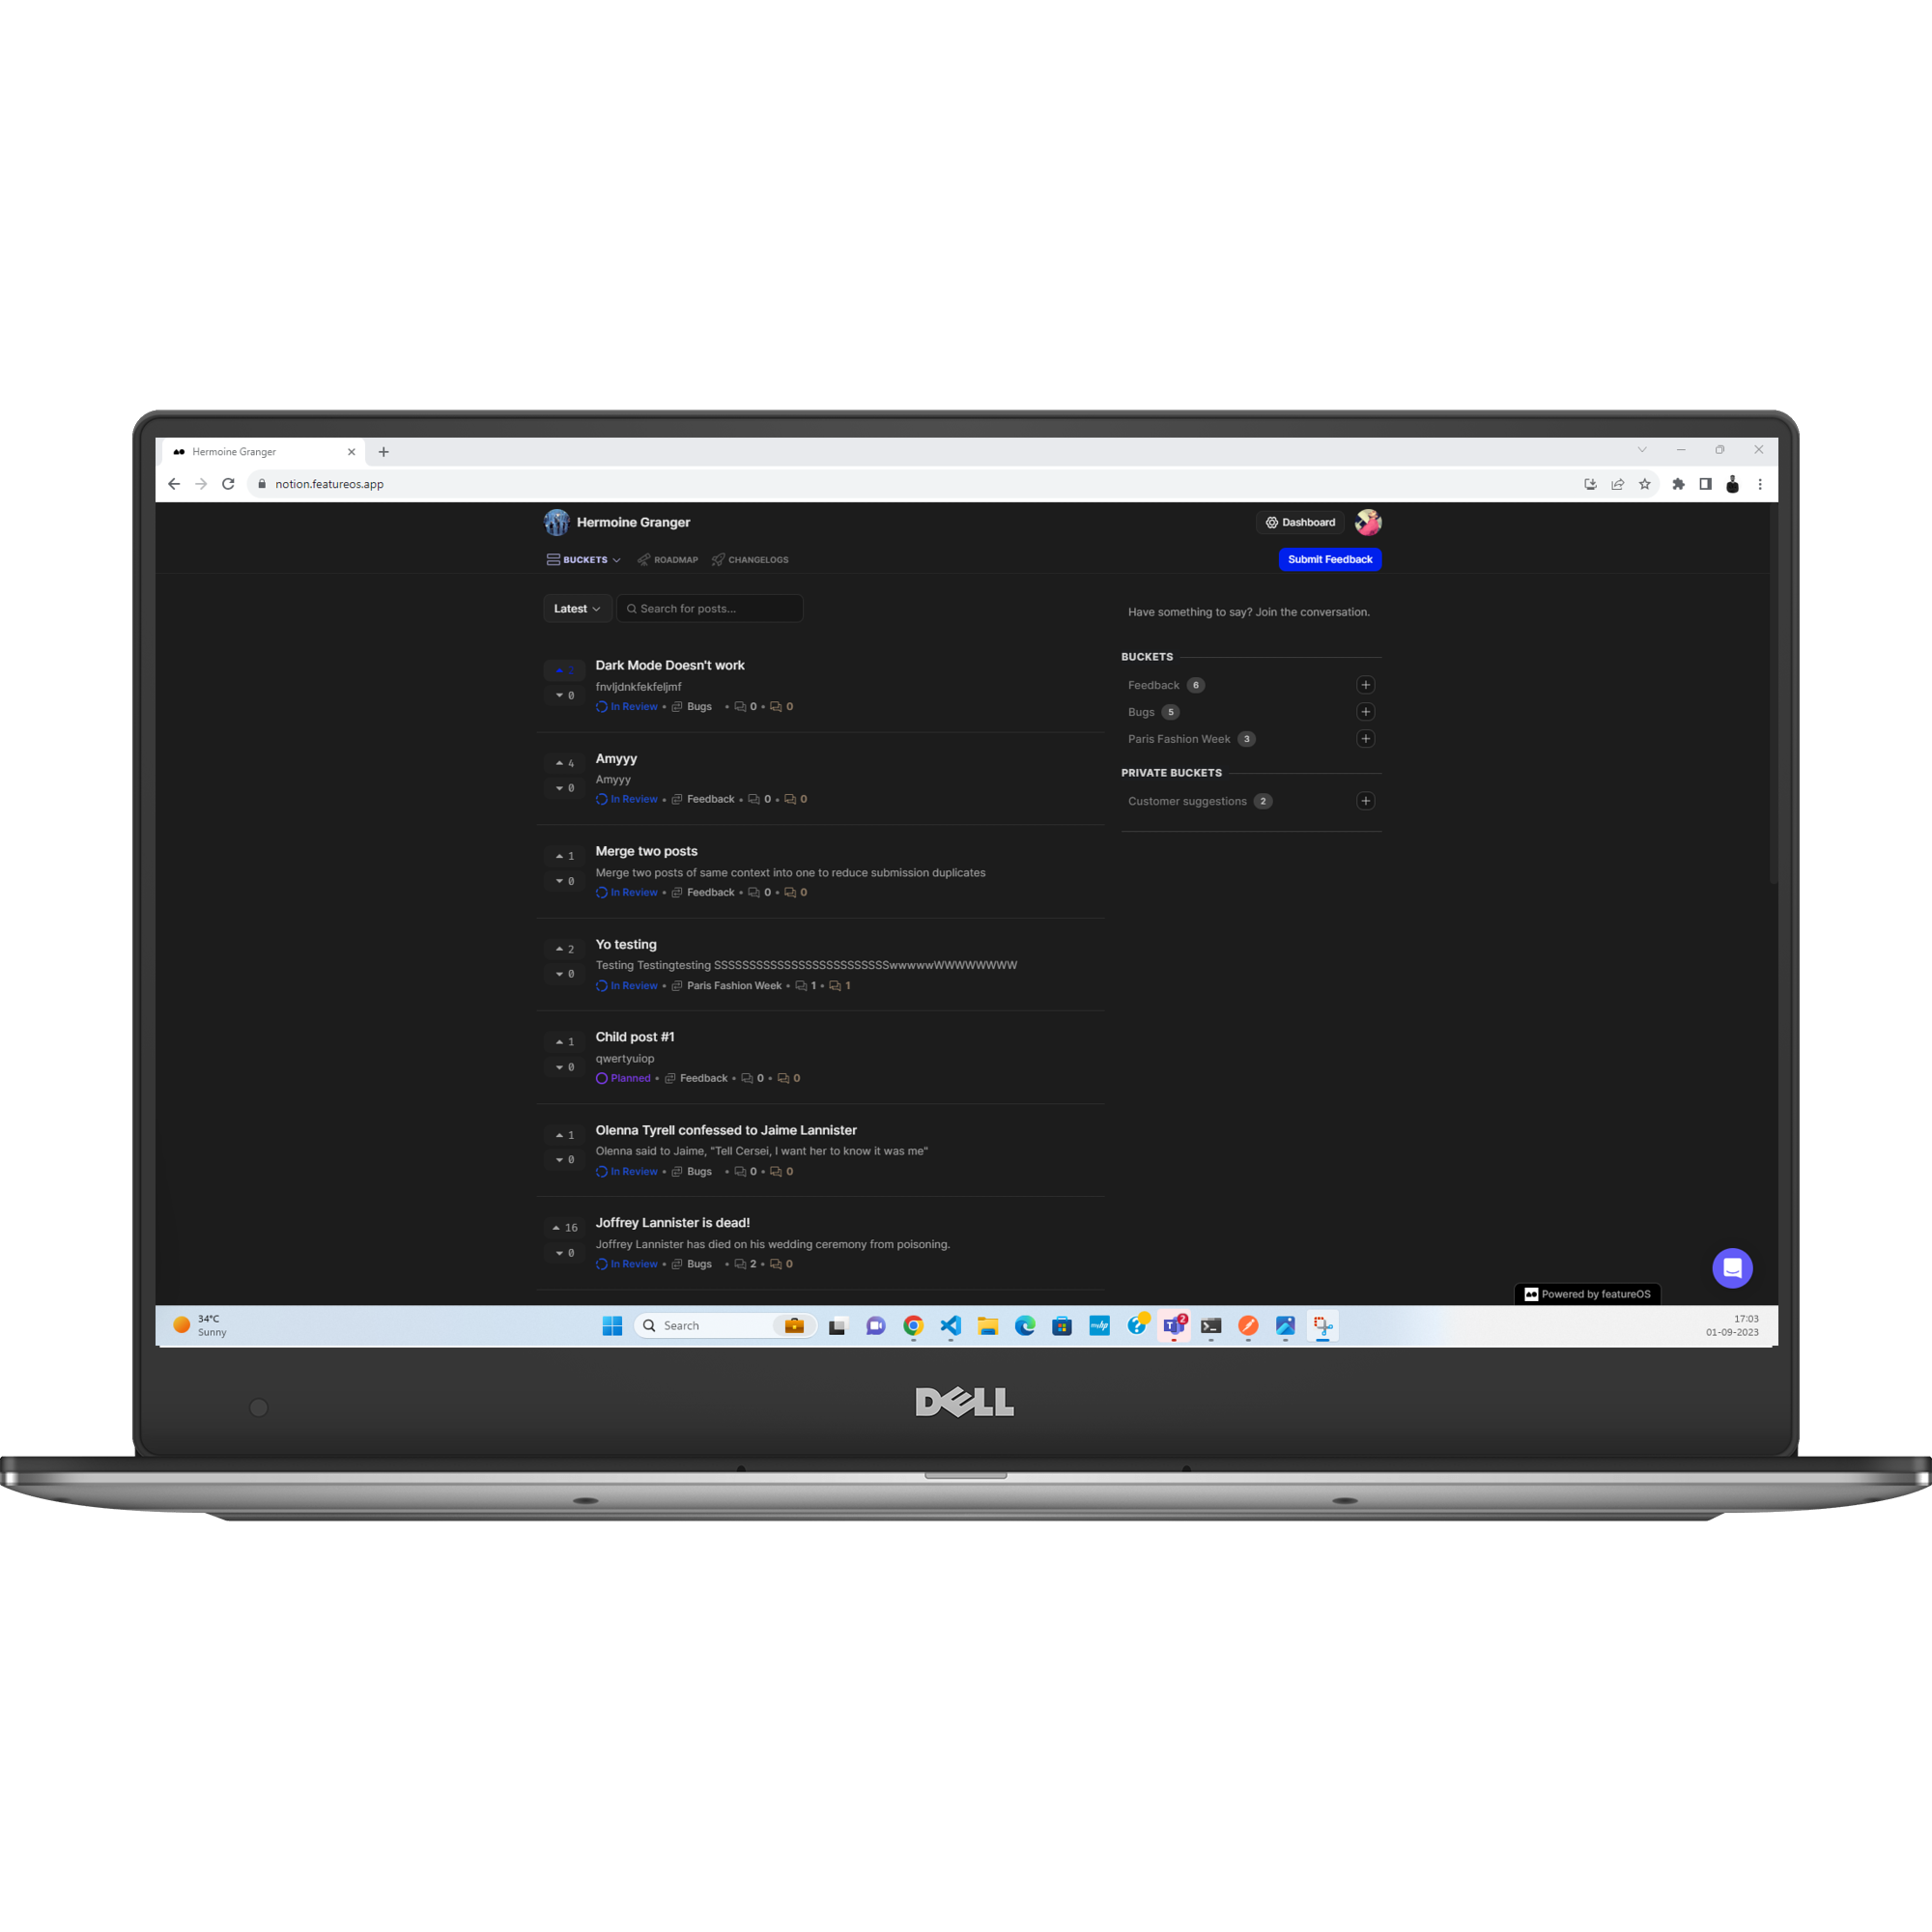 Hermoine Granger
notion.featureos.app
Hermoine Granger
Dashboard
BUCKETS
ROADMAP
CHANGELOGS
Submit Feedback
Latest
Search for posts...
Have something to say? Join the conversation.
Dark Mode Doesn't work
fnvljdnkfekfeljmf
0
In Review • Bugs • 0 • 0
4
Amyyy
Amyyy
0
In Review • Feedback • 0 • 0
1
Merge two posts
Merge two posts of same context into one to reduce submission duplicates
0
In Review • Feedback • 0 • 0
2
Yo testing
0
In Review • Paris Fashion Week • 1 • 1
1
Child post #1
qwertyuiop
0
Planned • Feedback • 0 • 0
1
Olenna Tyrell confessed to Jaime Lannister
Olenna said to Jaime, "Tell Cersei, I want her to know it was me"
0
In Review • Bugs • 0 • 0
16
Joffrey Lannister is dead!
Joffrey Lannister has died on his wedding ceremony from poisoning.
0
In Review • Bugs • 2 • 0
BUCKETS
Feedback 6
Bugs 5
Paris Fashion Week 3
PRIVATE BUCKETS
Customer suggestions 2
Powered by featureOS
34°C
Sunny
Search
myhp
2
17:03
01-09-2023
DELL